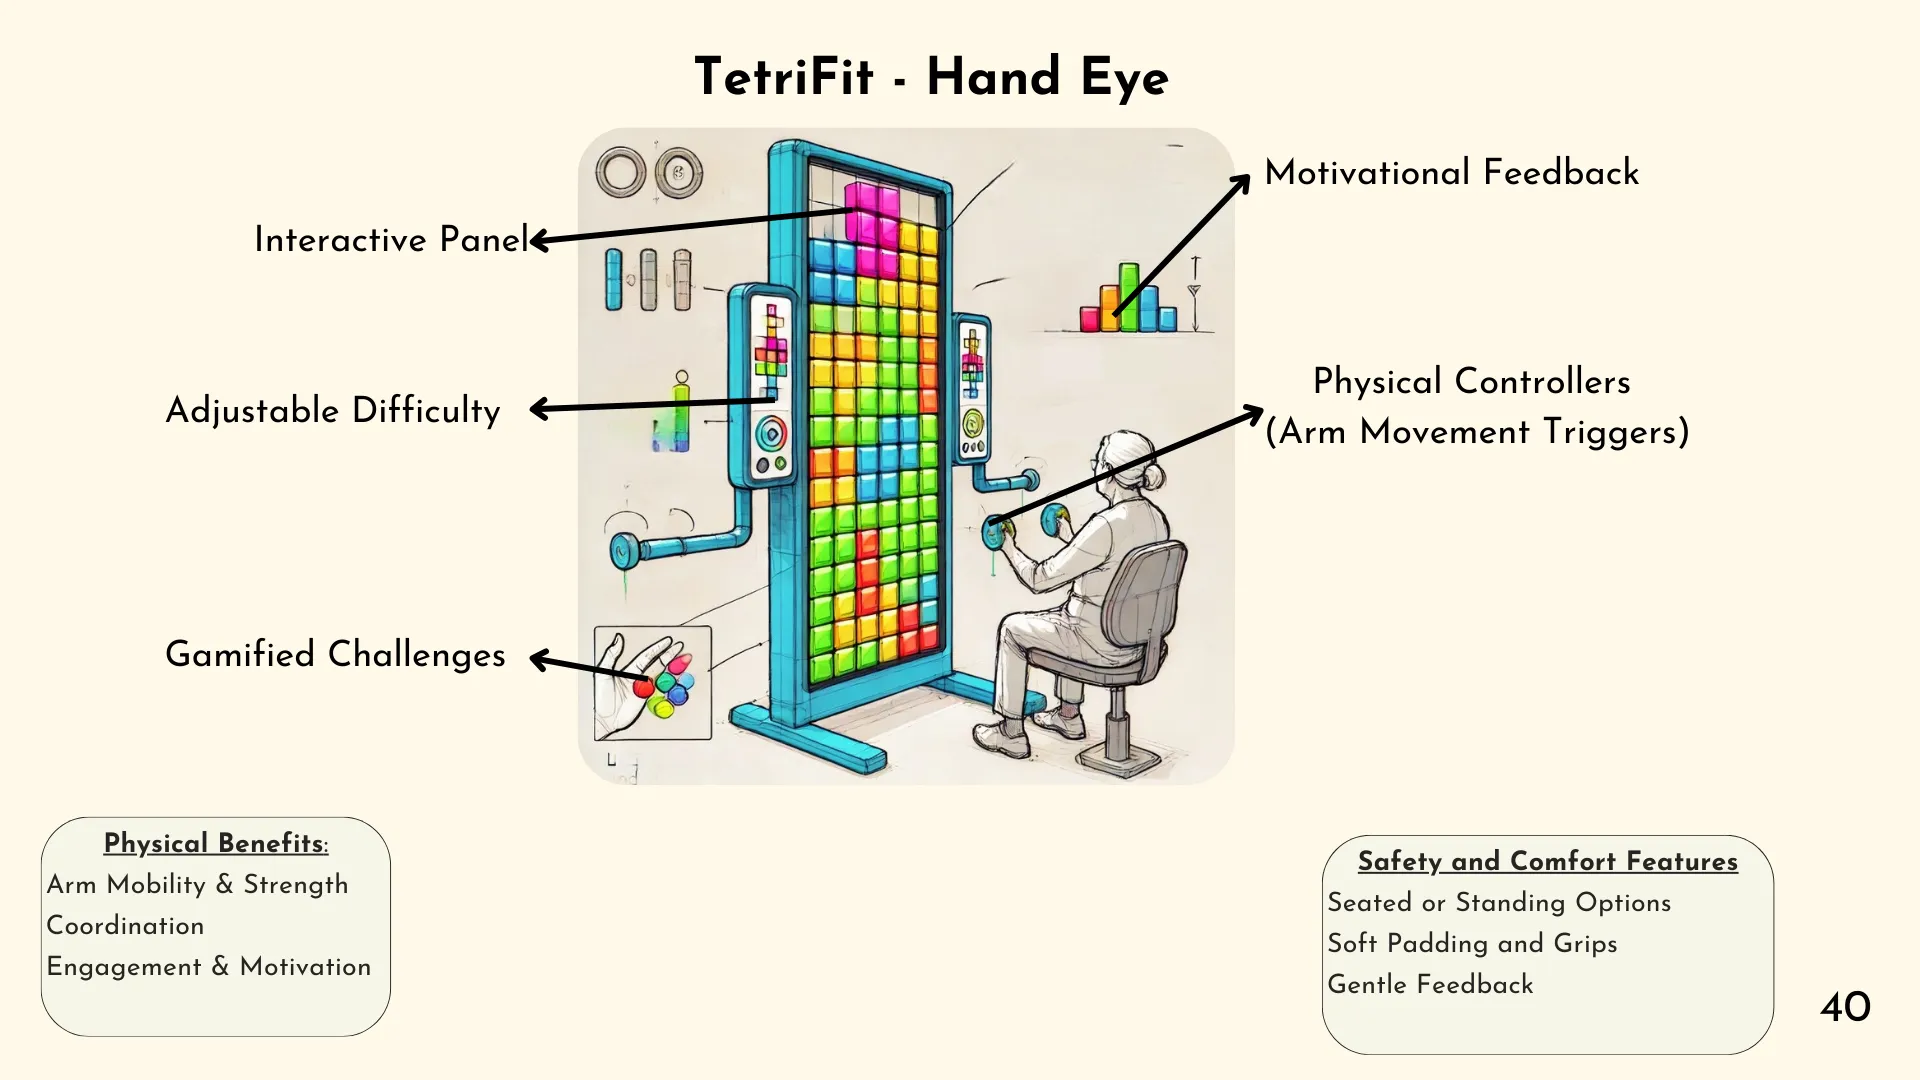 TetriFit - Hand Eye
Motivational Feedback
Interactive Panel
Physical Controllers
(Arm Movement Triggers)
Adjustable Difficulty
Gamified Challenges
Physical Benefits:
Arm Mobility & Strength
Coordination
Engagement & Motivation
Safety and Comfort Features
Seated or Standing Options
Soft Padding and Grips
Gentle Feedback
40